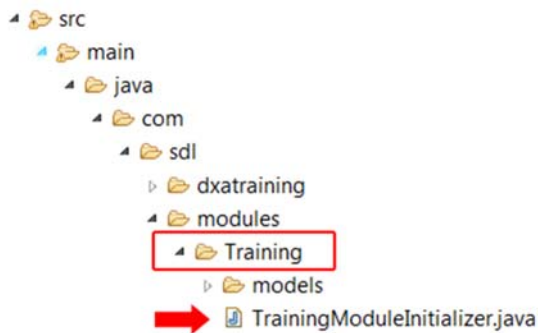 src
main
java
com
sdl
dxatraining
modules
Training
models
TrainingModuleInitializer.java